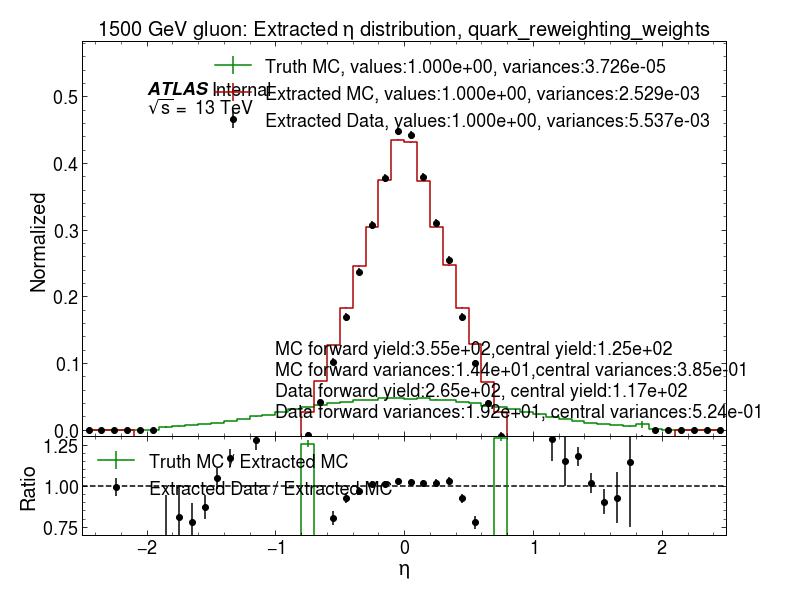 1500 GeV gluon: Extracted η distribution, quark_reweighting_weights
Truth MC, values:1.000e+00, variances:3.726e-05
ATLAS Internal
Extracted MC, values:1.000e+00, variances:2.529e-03
√s = 13 TeV
Extracted Data, values:1.000e+00, variances:5.537e-03
0.5
0.4
0.3
0.2
0.1
0.0
Normalized
MC forward yield:3.55e+02,central yield:1.25e+02
MC forward variances:1.44e+01,central variances:3.85e-01
Data forward yield:2.65e+02, central yield:1.17e+02
Data forward variances:1.92e+01, central variances:5.24e-01
1.25
1.00
0.75
Ratio
Truth MC / Extracted MC
Extracted Data / Extracted MC
−2 −1 0 1 2
η